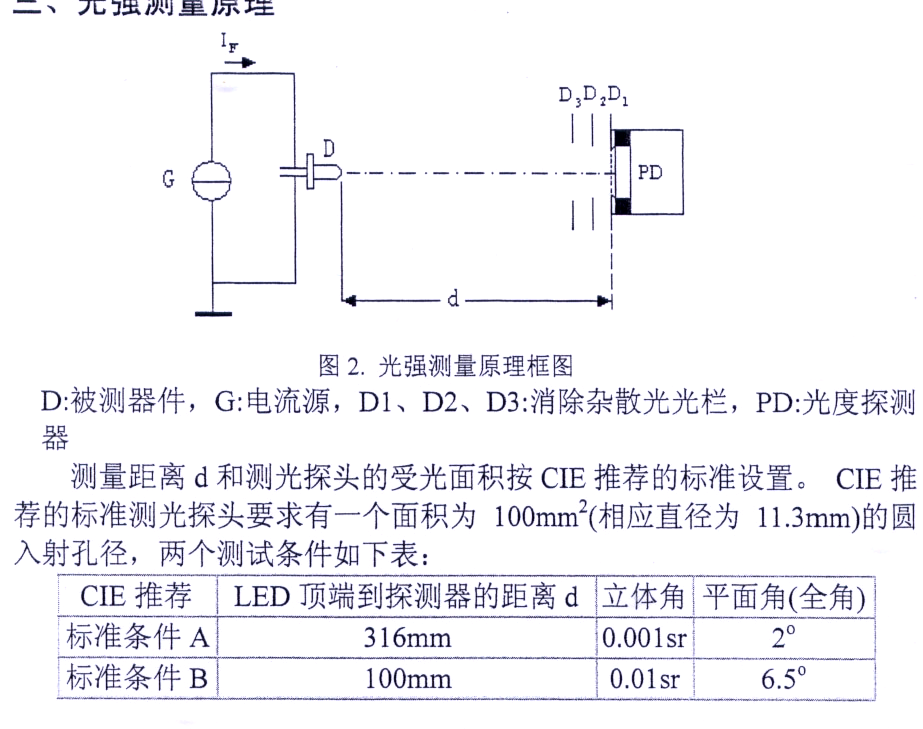 三、光强测量原理
I_F
D₃D₂D₁
G
D
PD
d
图 2. 光强测量原理框图
D:被测器件，G:电流源，D1、D2、D3:消除杂散光光栏，PD:光度探测
器
测量距离 d 和测光探头的受光面积按 CIE 推荐的标准设置。 CIE 推
荐的标准测光探头要求有一个面积为 100mm²(相应直径为 11.3mm)的圆
入射孔径，两个测试条件如下表：
CIE 推荐 LED 顶端到探测器的距离 d 立体角 平面角(全角)
标准条件 A 316mm 0.001sr 2°
标准条件 B 100mm 0.01sr 6.5°